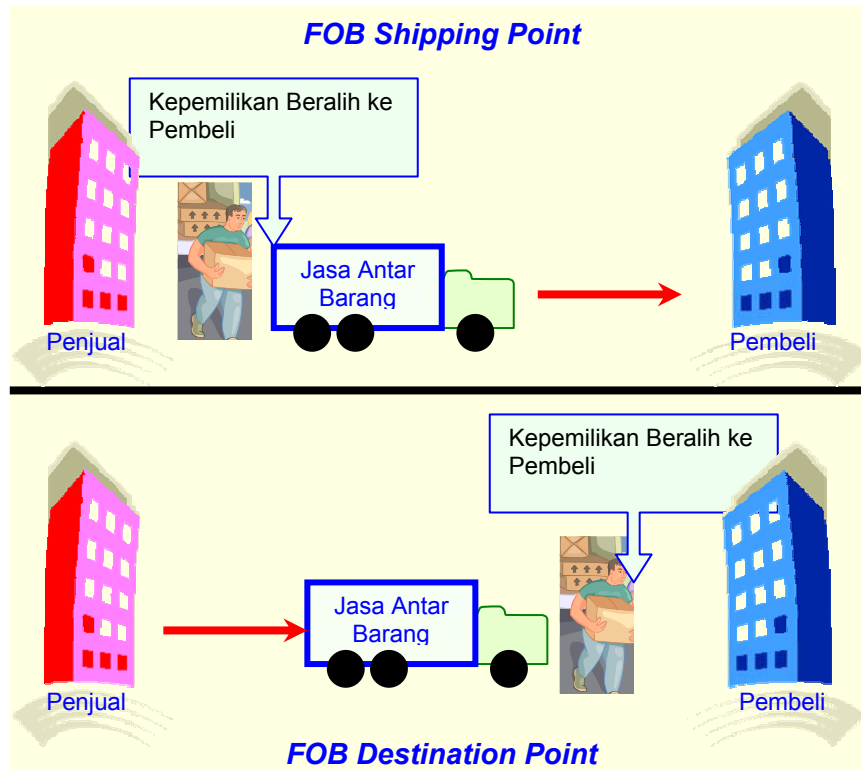 FOB Shipping Point
Kepemilikan Beralih ke
Pembeli
Jasa Antar
Barang
Penjual
Pembeli
Kepemilikan Beralih ke
Pembeli
Jasa Antar
Barang
Penjual
Pembeli
FOB Destination Point